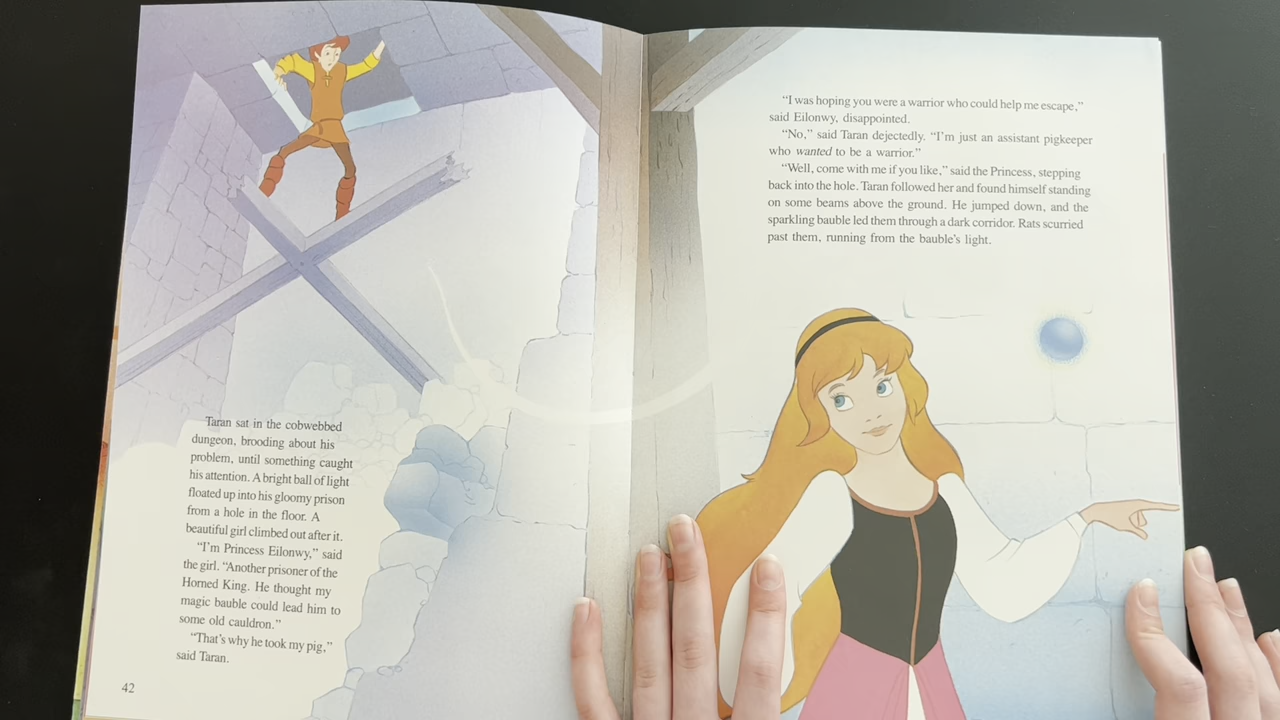 Taran sat in the cobwebbed
dungeon, brooding about his
problem, until something caught
his attention. A bright ball of light
floated up into his gloomy prison
from a hole in the floor. A
beautiful girl climbed out after it.
“I’m Princess Eilonwy,” said
the girl. “Another prisoner of the
Horned King. He thought my
magic bauble could lead him to
some old cauldron.”
“That’s why he took my pig,”
said Taran.
42
“I was hoping you were a warrior who could help me escape,”
said Eilonwy, disappointed.
“No,” said Taran dejectedly. “I’m just an assistant pigkeeper
who wanted to be a warrior.”
“Well, come with me if you like,” said the Princess, stepping
back into the hole. Taran followed her and found himself standing
on some beams above the ground. He jumped down, and the
sparkling bauble led them through a dark corridor. Rats scurried
past them, running from the bauble’s light.